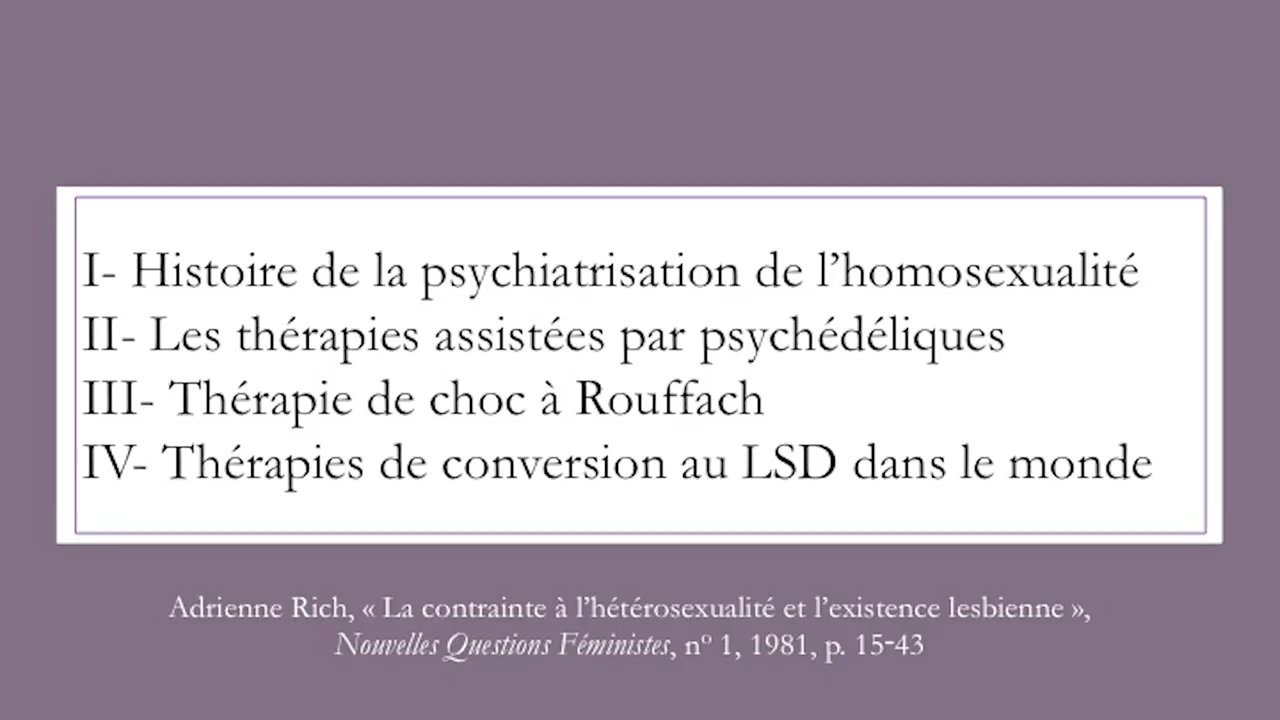 I- Histoire de la psychiatrisation de l’homosexualité
II- Les thérapies assistées par psychédéliques
III- Thérapie de choc à Rouffach
IV- Thérapies de conversion au LSD dans le monde
Adrienne Rich, « La contrainte à l’hétérosexualité et l’existence lesbienne »,
Nouvelles Questions Féministes, nº 1, 1981, p. 15-43